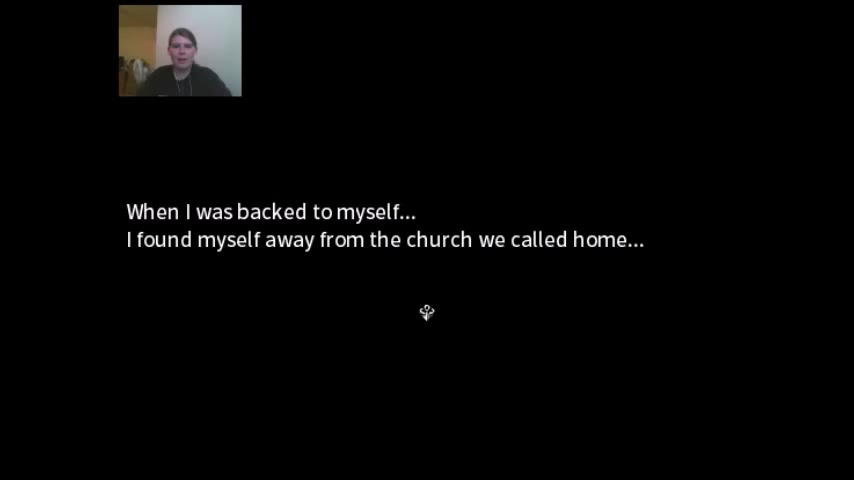 When I was backed to myself...
I found myself away from the church we called home...